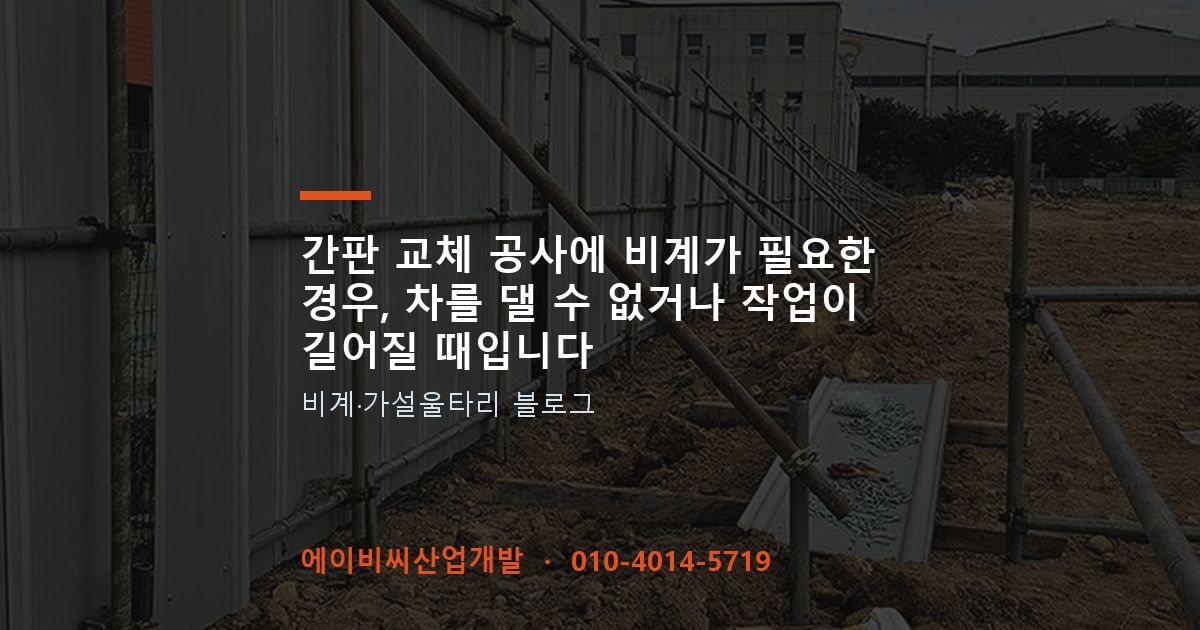 간판 교체 공사에 비계가 필요한
경우, 차를 댈 수 없거나 작업이
길어질 때입니다
비계·가설울타리 블로그
에이비씨산업개발 · 010-4014-5719